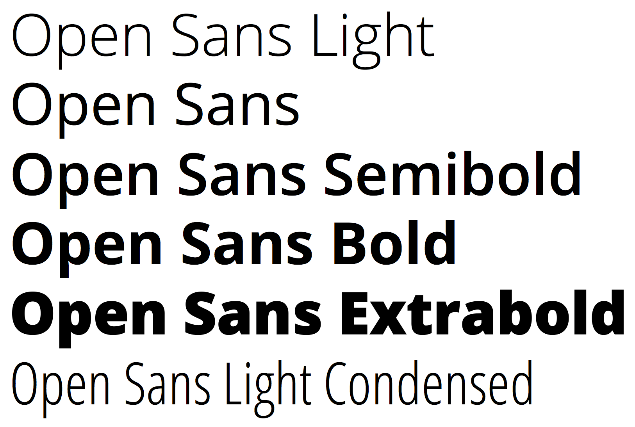 Open Sans Light
Open Sans
Open Sans Semibold
Open Sans Bold
Open Sans Extrabold
Open Sans Light Condensed